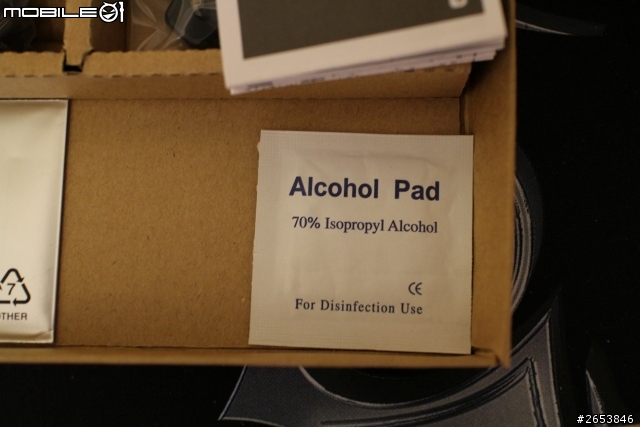 MOBILE01
Alcohol Pad
70% Isopropyl Alcohol
CE
For Disinfection Use
7
OTHER
#2653846